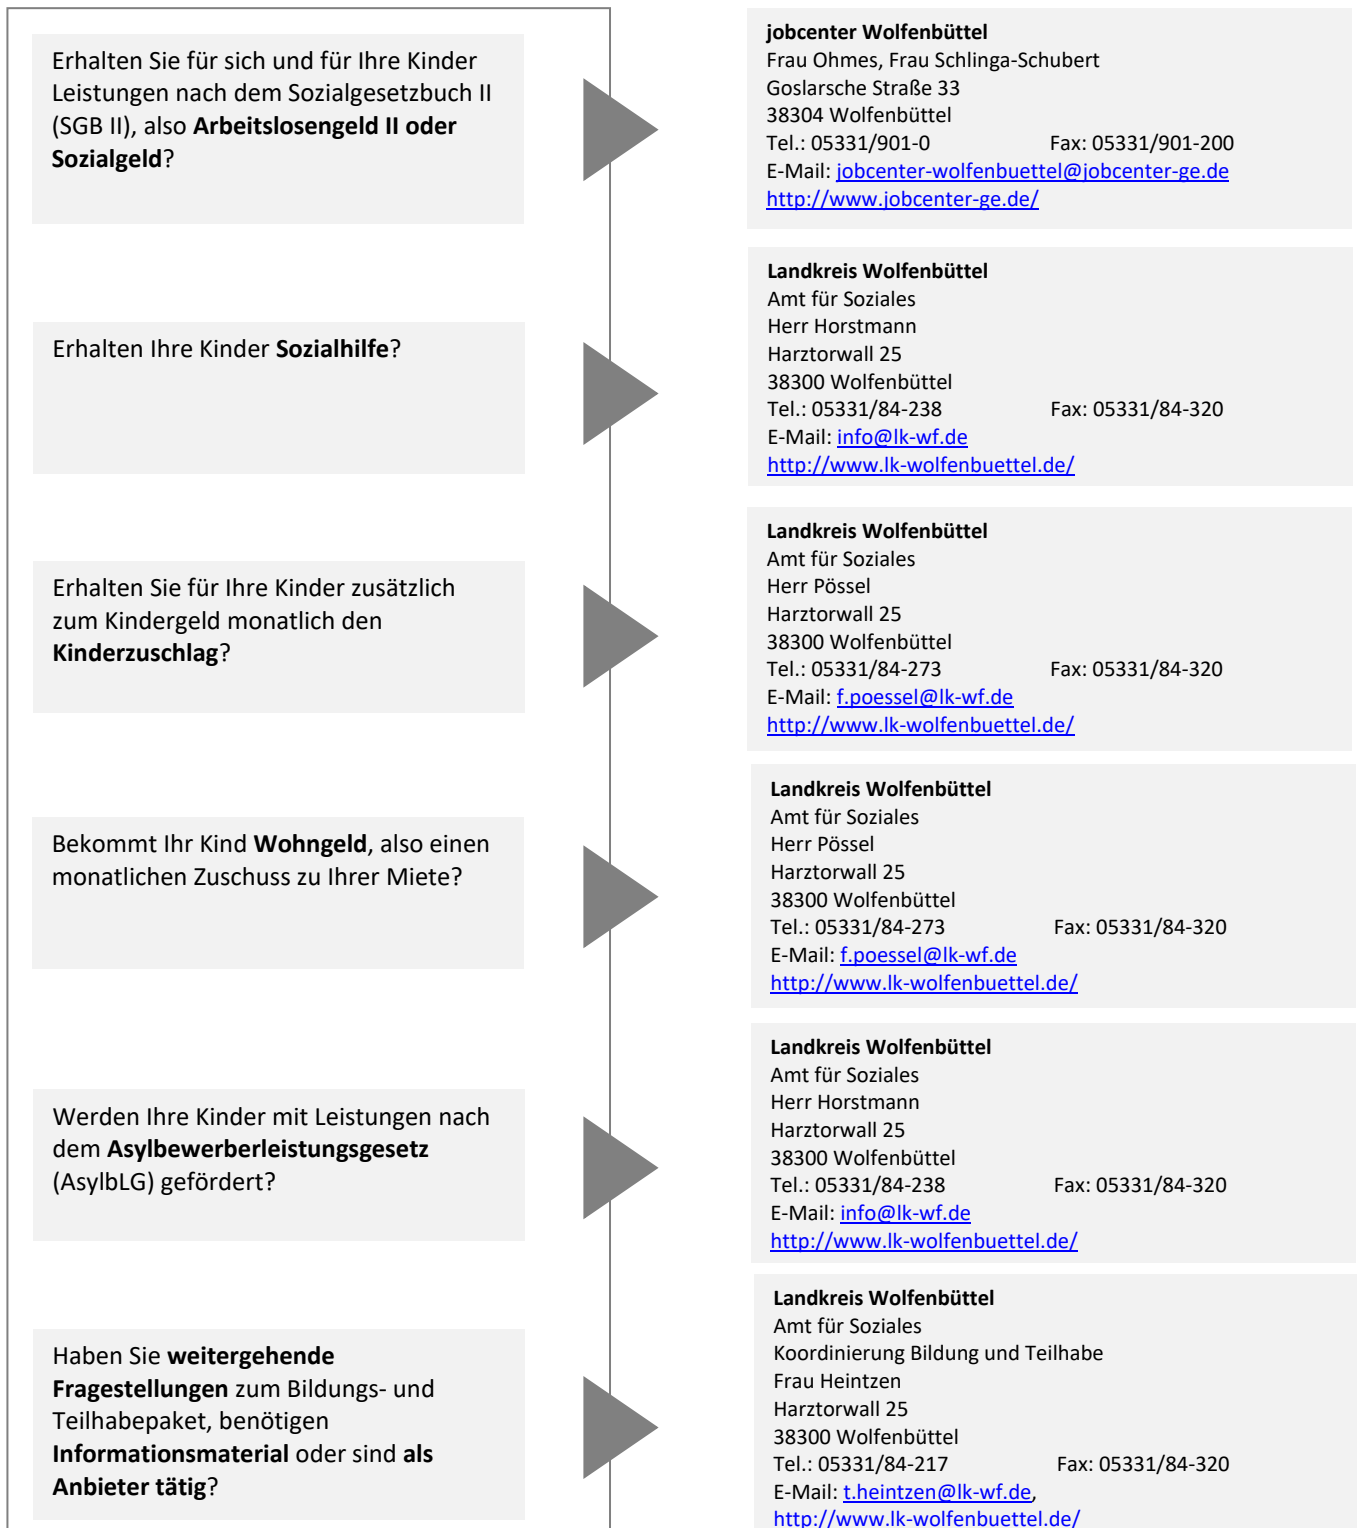 Erhalten Sie für sich und für Ihre Kinder
Leistungen nach dem Sozialgesetzbuch II
(SGB II), also Arbeitslosengeld II oder
Sozialgeld?
jobcenter Wolfenbüttel
Frau Ohmes, Frau Schlinga-Schubert
Goslarsche Straße 33
38304 Wolfenbüttel
Tel.: 05331/901-0 Fax: 05331/901-200
E-Mail: jobcenter-wolfenbuettel@jobcenter-ge.de
http://www.jobcenter-ge.de/
Erhalten Ihre Kinder Sozialhilfe?
Landkreis Wolfenbüttel
Amt für Soziales
Herr Horstmann
Harztorwall 25
38300 Wolfenbüttel
Tel.: 05331/84-238 Fax: 05331/84-320
E-Mail: info@lk-wf.de
http://www.lk-wolfenbuettel.de/
Erhalten Sie für Ihre Kinder zusätzlich
zum Kindergeld monatlich den
Kinderzuschlag?
Landkreis Wolfenbüttel
Amt für Soziales
Herr Pössel
Harztorwall 25
38300 Wolfenbüttel
Tel.: 05331/84-273 Fax: 05331/84-320
E-Mail: f.poessel@lk-wf.de
http://www.lk-wolfenbuettel.de/
Bekommt Ihr Kind Wohngeld, also einen
monatlichen Zuschuss zu Ihrer Miete?
Landkreis Wolfenbüttel
Amt für Soziales
Herr Pössel
Harztorwall 25
38300 Wolfenbüttel
Tel.: 05331/84-273 Fax: 05331/84-320
E-Mail: f.poessel@lk-wf.de
http://www.lk-wolfenbuettel.de/
Werden Ihre Kinder mit Leistungen nach
dem Asylbewerberleistungsgesetz
(AsylbLG) gefördert?
Landkreis Wolfenbüttel
Amt für Soziales
Herr Horstmann
Harztorwall 25
38300 Wolfenbüttel
Tel.: 05331/84-238 Fax: 05331/84-320
E-Mail: info@lk-wf.de
http://www.lk-wolfenbuettel.de/
Haben Sie weitergehende
Fragestellungen zum Bildungs- und
Teilhabepaket, benötigen
Informationsmaterial oder sind als
Anbieter tätig?
Landkreis Wolfenbüttel
Amt für Soziales
Koordinierung Bildung und Teilhabe
Frau Heintzen
Harztorwall 25
38300 Wolfenbüttel
Tel.: 05331/84-217 Fax: 05331/84-320
E-Mail: t.heintzen@lk-wf.de,
http://www.lk-wolfenbuettel.de/